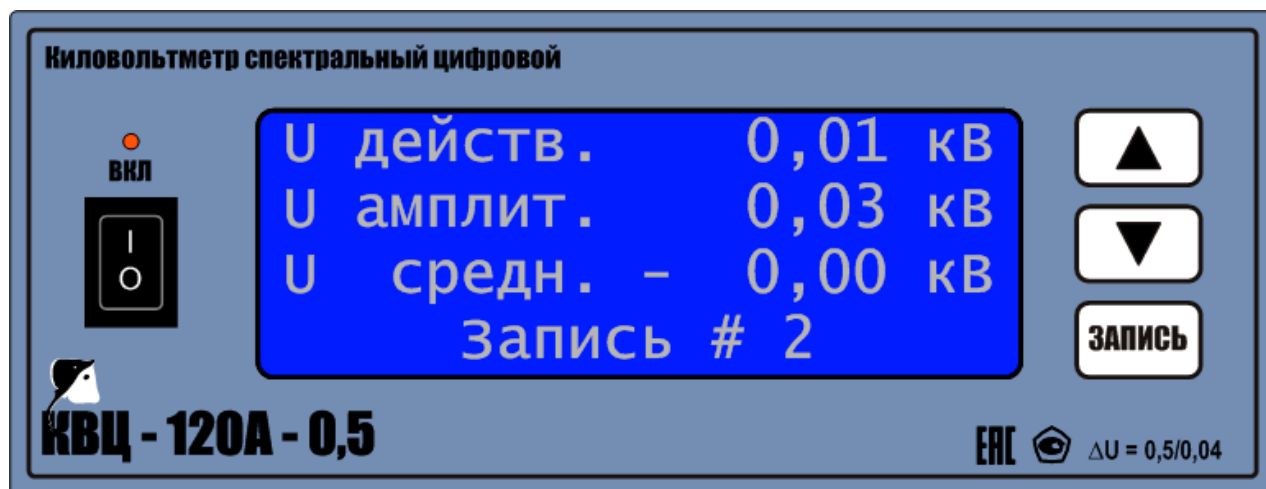 Киловольтметр спектральный цифровой
ВКЛ
I
O
U действ. 0,01 кВ
U амплит. 0,03 кВ
U средн. - 0,00 кВ
Запись # 2
▲
▼
ЗАПИСЬ
КВЦ - 120А - 0,5
EAC
ΔU = 0,5/0,04